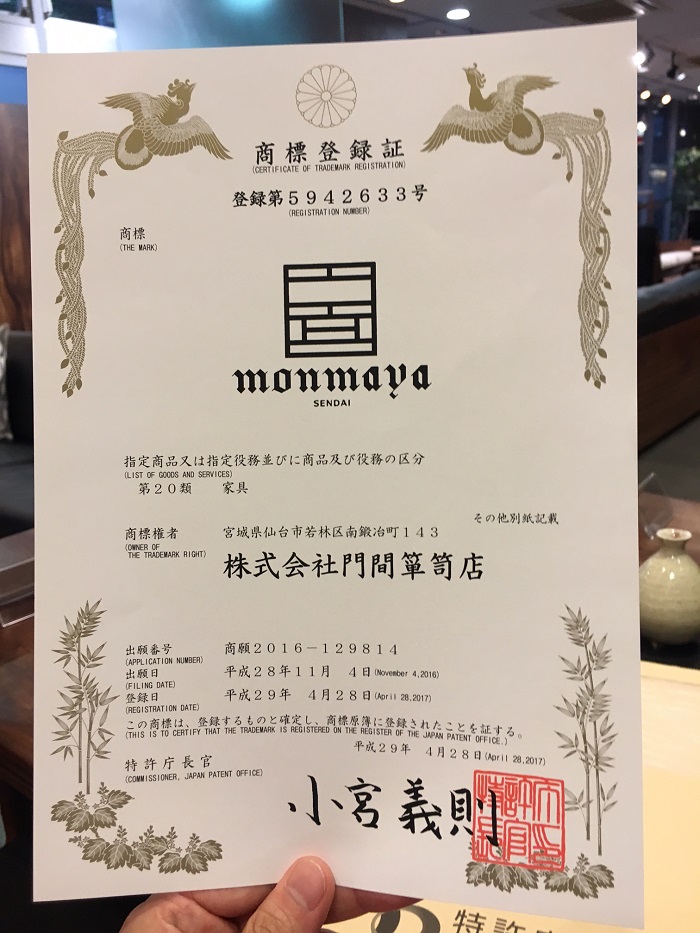 商標登録証
(CERTIFICATE OF TRADEMARK REGISTRATION)
登録第5942633号
(REGISTRATION NUMBER)
商標
(THE MARK)
monmaya
SENDAI
指定商品又は指定役務並びに商品及び役務の区分
(LIST OF GOODS AND SERVICES)
第20類 家具
その他別紙記載
商標権者 宮城県仙台市若林区南鍛冶町143
(OWNER OF
THE TRADEMARK RIGHT)
株式会社門間簞笥店
出願番号 商願2016-129814
(APPLICATION NUMBER)
出願日 平成28年11月 4日(November 4,2016)
(FILING DATE)
登録日 平成29年 4月28日(April 28,2017)
(REGISTRATION DATE)
この商標は、登録するものと確定し、商標原簿に登録されたことを証する。
(THIS IS TO CERTIFY THAT THE TRADEMARK IS REGISTERED ON THE REGISTER OF THE JAPAN PATENT OFFICE.)
平成29年 4月28日(April 28,2017)
特許庁長官
(COMMISSIONER, JAPAN PATENT OFFICE)
小宮義則
特許